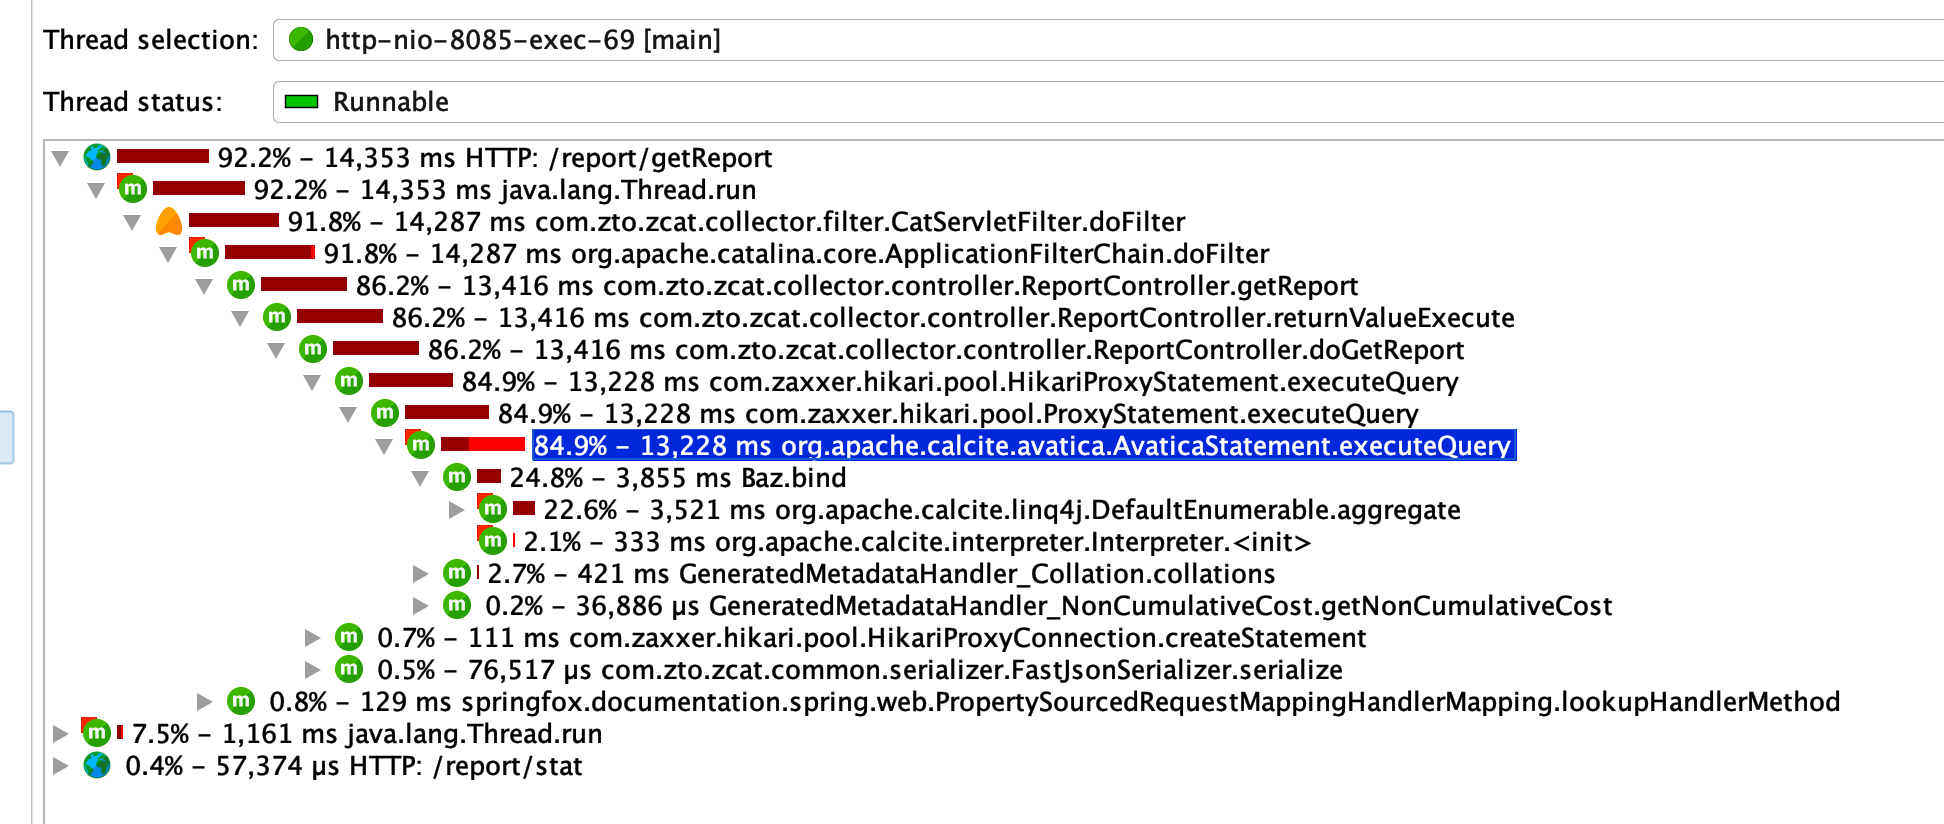 Thread selection: http-nio-8085-exec-69 [main]
Thread status: Runnable
92.2% – 14,353 ms HTTP: /report/getReport
m 92.2% – 14,353 ms java.lang.Thread.run
91.8% – 14,287 ms com.zto.zcat.collector.filter.CatServletFilter.doFilter
m 91.8% – 14,287 ms org.apache.catalina.core.ApplicationFilterChain.doFilter
m 86.2% – 13,416 ms com.zto.zcat.collector.controller.ReportController.getReport
m 86.2% – 13,416 ms com.zto.zcat.collector.controller.ReportController.returnValueExecute
m 86.2% – 13,416 ms com.zto.zcat.collector.controller.ReportController.doGetReport
m 84.9% – 13,228 ms com.zaxxer.hikari.pool.HikariProxyStatement.executeQuery
m 84.9% – 13,228 ms com.zaxxer.hikari.pool.ProxyStatement.executeQuery
m 84.9% – 13,228 ms org.apache.calcite.avatica.AvaticaStatement.executeQuery
m 24.8% – 3,855 ms Baz.bind
m 22.6% – 3,521 ms org.apache.calcite.linq4j.DefaultEnumerable.aggregate
m 2.1% – 333 ms org.apache.calcite.interpreter.Interpreter.<init>
m 2.7% – 421 ms GeneratedMetadataHandler_Collation.collations
m 0.2% – 36,886 µs GeneratedMetadataHandler_NonCumulativeCost.getNonCumulativeCost
m 0.7% – 111 ms com.zaxxer.hikari.pool.HikariProxyConnection.createStatement
m 0.5% – 76,517 µs com.zto.zcat.common.serializer.FastJsonSerializer.serialize
m 0.8% – 129 ms springfox.documentation.spring.web.PropertySourcedRequestMappingHandlerMapping.lookupHandlerMethod
m 7.5% – 1,161 ms java.lang.Thread.run
0.4% – 57,374 µs HTTP: /report/stat